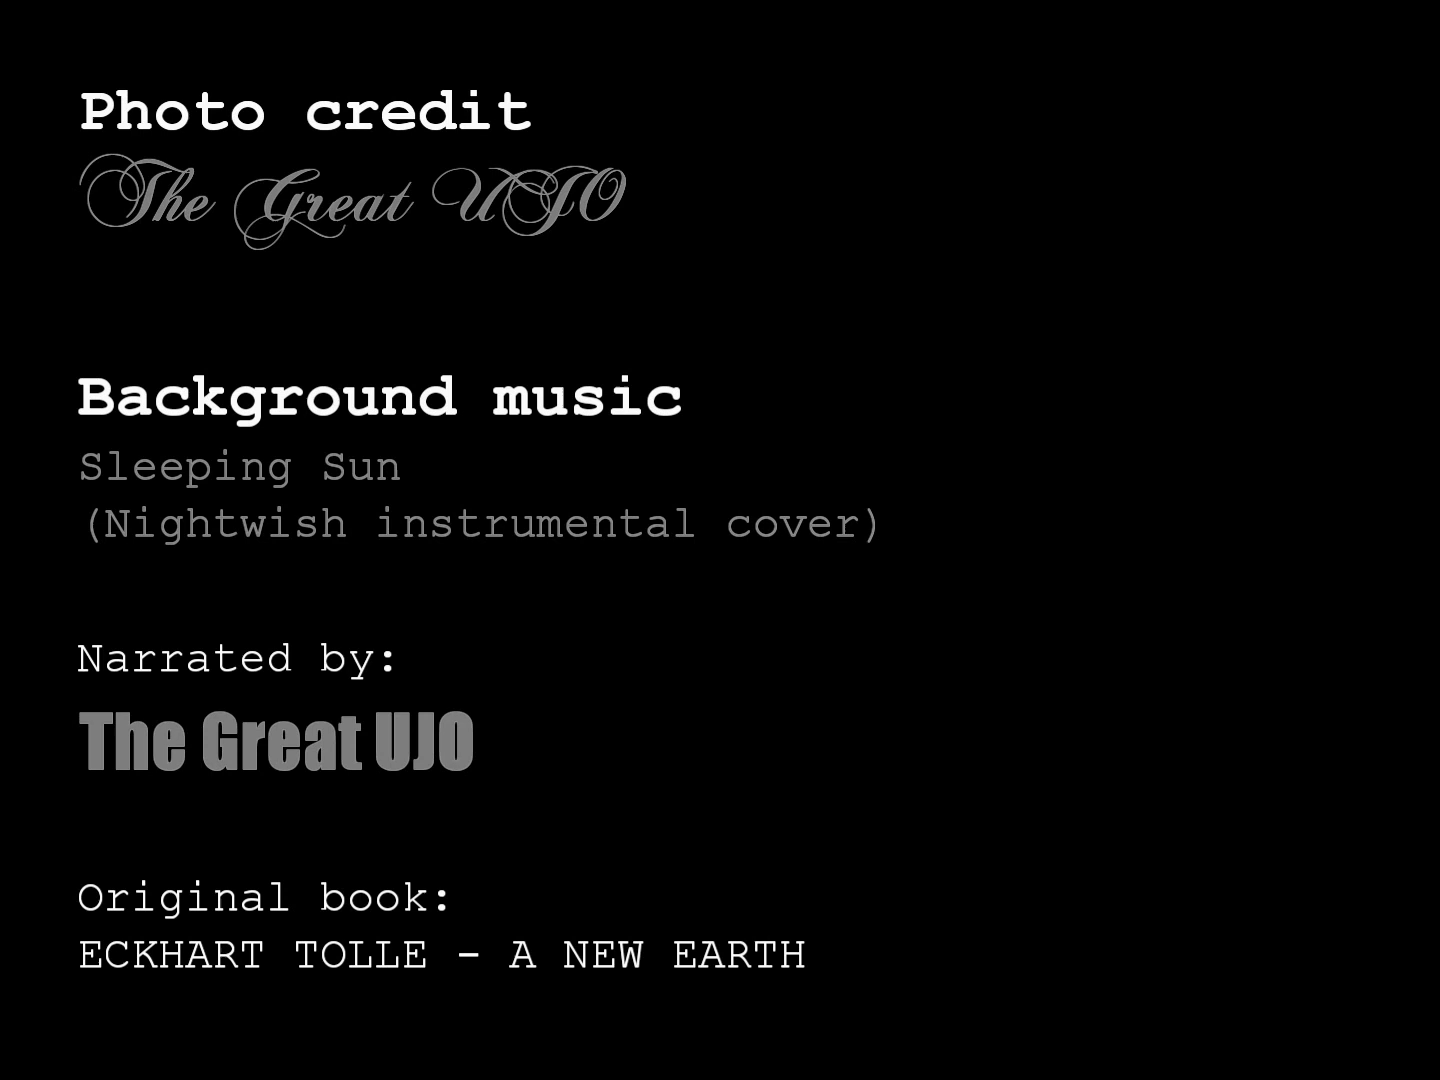 Photo credit
The Great UJO
Background music
Sleeping Sun
(Nightwish instrumental cover)
Narrated by:
The Great UJO
Original book:
ECKHART TOLLE - A NEW EARTH